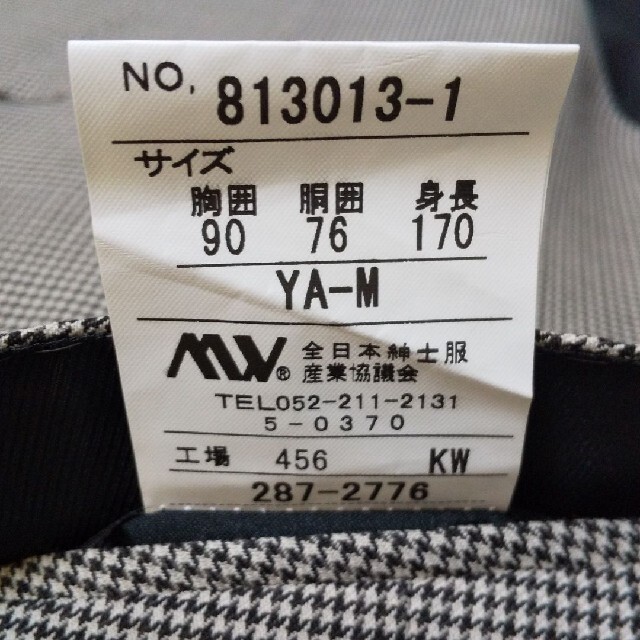 NO, 813013-1
サイズ
胸囲 胴囲 身長
90 76 170
YA-M
MW® 全日本紳士服
産業協議会
TEL052-211-2131
5-0370
工場 456 KW
287-2776